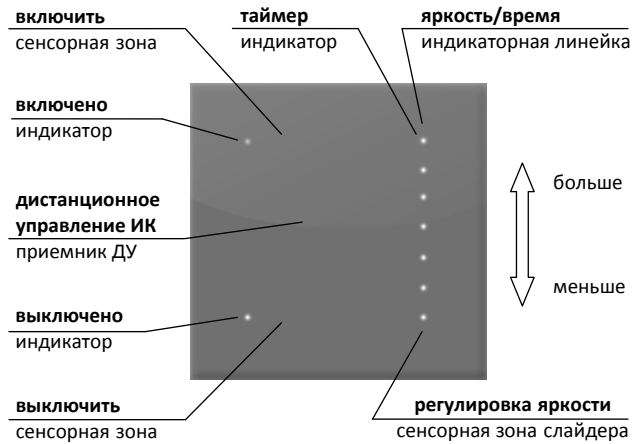 включить
сенсорная зона
таймер
индикатор
яркость/время
индикаторная линейка
включено
индикатор
дистанционное
управление ИК
приемник ДУ
больше
меньше
выключено
индикатор
выключить
сенсорная зона
регулировка яркости
сенсорная зона слайдера